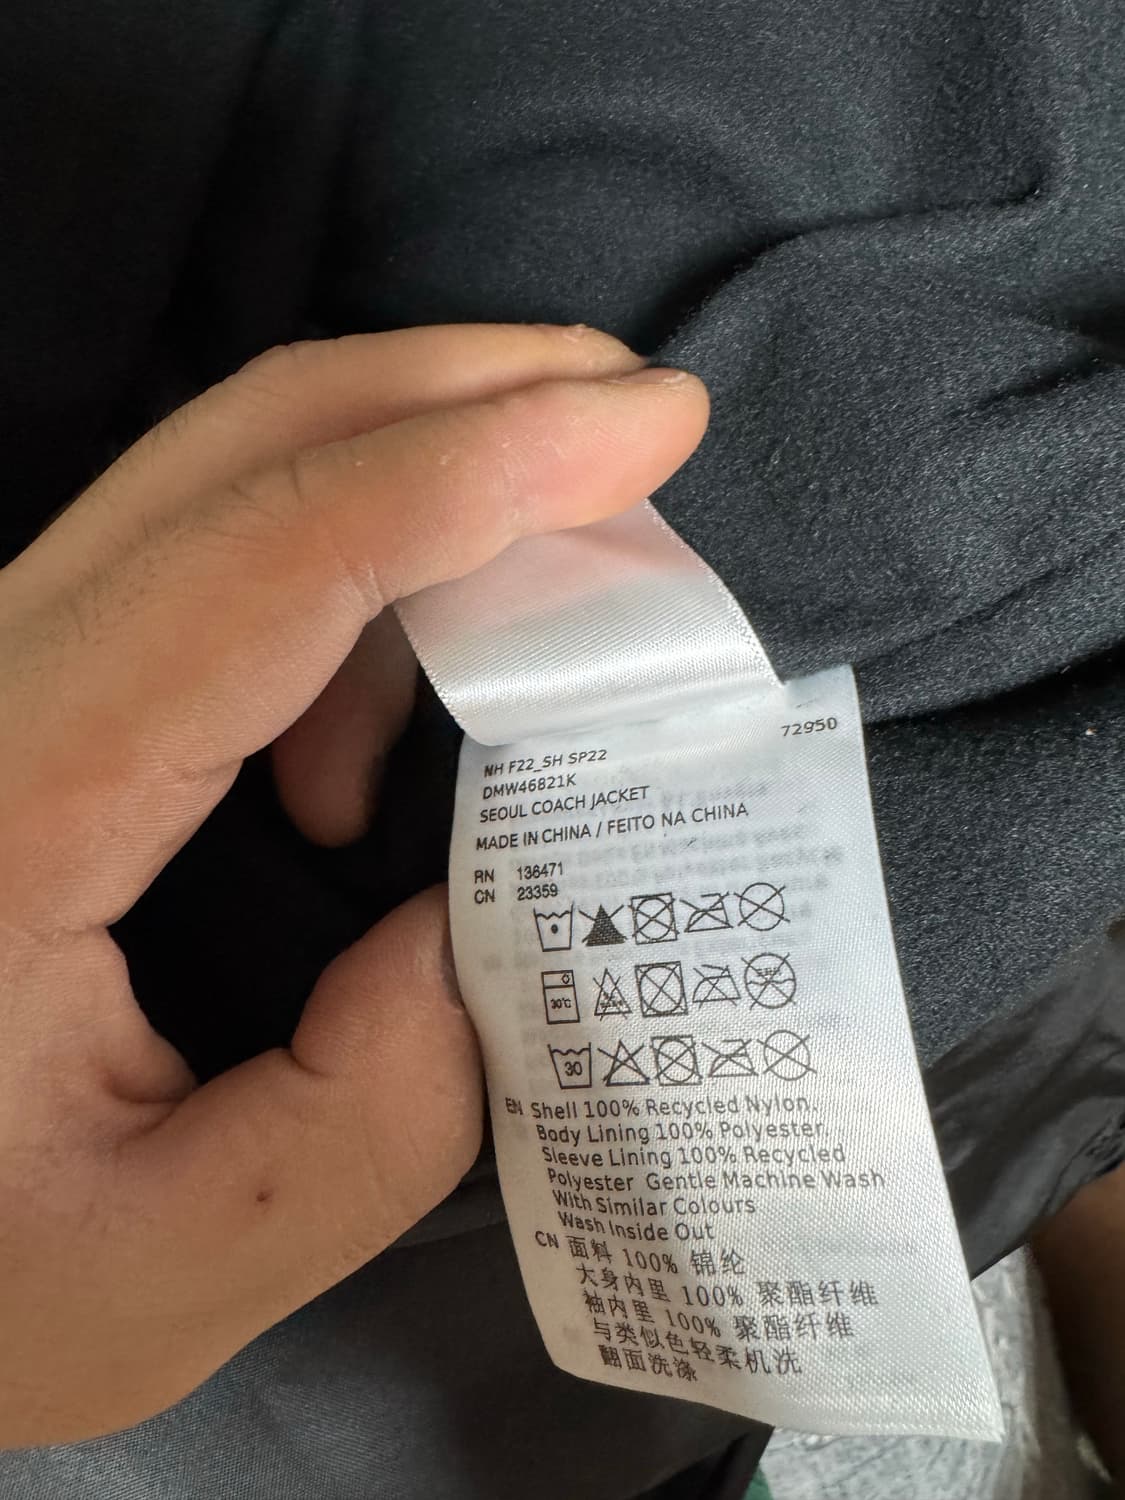 72950
NH F22_SH SP22
DMW46821K
SEOUL COACH JACKET
MADE IN CHINA / FEITO NA CHINA
RN 136471
CN 23359
30℃
30
EN Shell 100% Recycled Nylon.
Body Lining 100% Polyester.
Sleeve Lining 100% Recycled
Polyester Gentle Machine Wash
With Similar Colours
Wash Inside Out
CN 面料 100% 锦纶
大身内里 100% 聚酯纤维
袖内里 100% 聚酯纤维
与类似色轻柔机洗
翻面洗涤